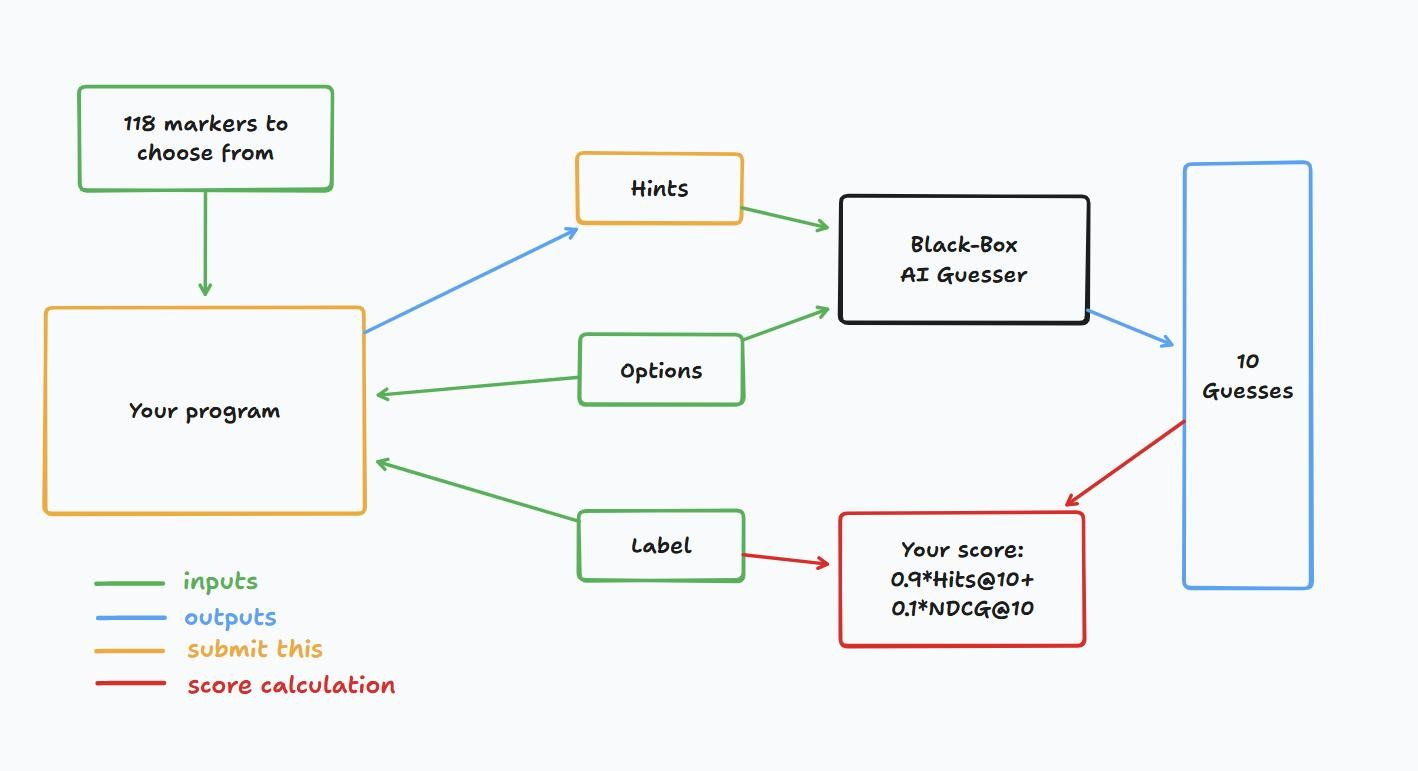 118 markers to
choose from
Hints
Black-Box
AI Guesser
10
Guesses
Options
Your program
Label
Your score:
0.9*Hits@10+
0.1*NDCG@10
inputs
outputs
submit this
score calculation